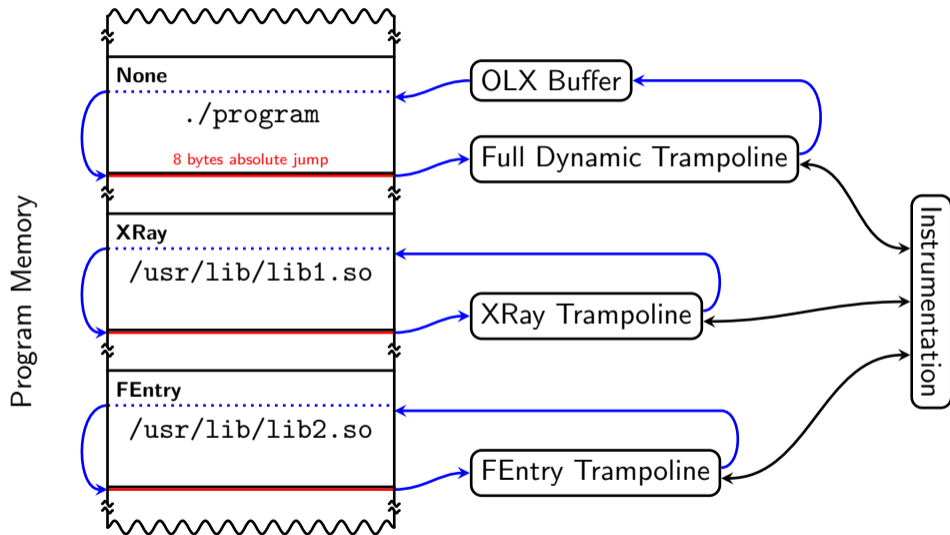 None
./program
8 bytes absolute jump
OLX Buffer
Full Dynamic Trampoline
Program Memory
XRay
/usr/lib/lib1.so
XRay Trampoline
Instrumentation
FEntry
/usr/lib/lib2.so
FEntry Trampoline